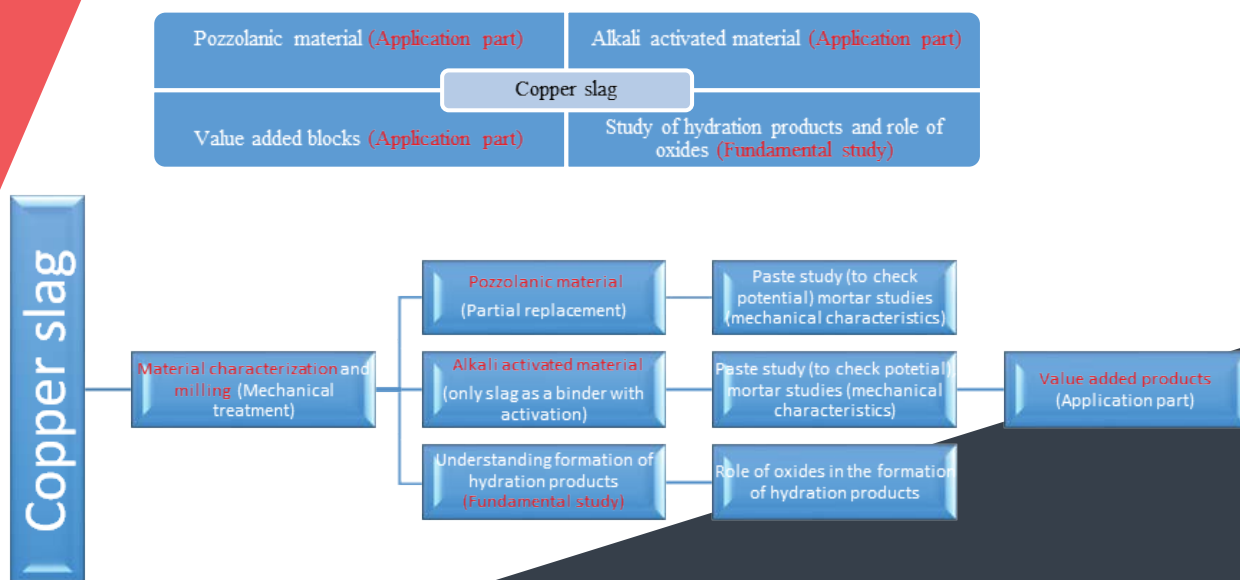 Pozzolanic material (Application part)
Alkali activated material (Application part)
Copper slag
Value added blocks (Application part)
Study of hydration products and role of
oxides (Fundamental study)
Copper slag
Material characterization and
milling (Mechanical
treatment)
Pozzolanic material
(Partial replacement)
Paste study (to check
potential) mortar studies
(mechanical characteristics)
Alkali activated material
(only slag as a binder with
activation)
Paste study (to check potetial),
mortar studies (mechanical
characteristics)
Value added products
(Application part)
Understanding formation of
hydration products
(Fundamental study)
Role of oxides in the formation
of hydration products